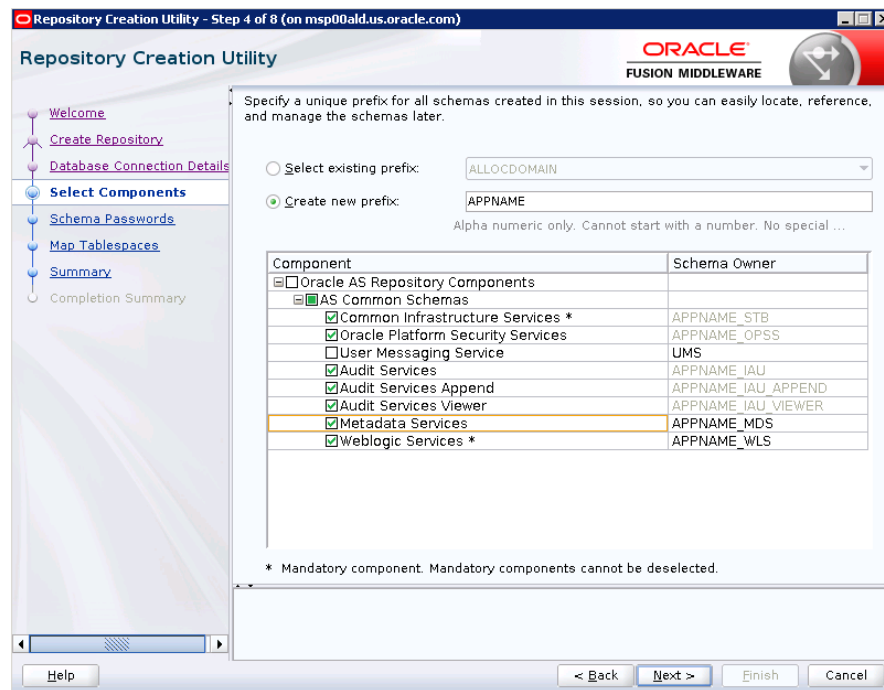 Repository Creation Utility - Step 4 of 8 (on msp00ald.us.oracle.com)
Repository Creation Utility
ORACLE
FUSION MIDDLEWARE
Welcome
Create Repository
Database Connection Details
Select Components
Schema Passwords
Map Tablespaces
Summary
Completion Summary
Specify a unique prefix for all schemas created in this session, so you can easily locate, reference,
and manage the schemas later.
Select existing prefix: ALLOCDOMAIN
Create new prefix: APPNAME
Alpha numeric only. Cannot start with a number. No special ...
Component Schema Owner
Oracle AS Repository Components
AS Common Schemas
Common Infrastructure Services * APPNAME_STB
Oracle Platform Security Services APPNAME_OPSS
User Messaging Service UMS
Audit Services APPNAME_IAU
Audit Services Append APPNAME_IAU_APPEND
Audit Services Viewer APPNAME_IAU_VIEWER
Metadata Services APPNAME_MDS
Weblogic Services * APPNAME_WLS
* Mandatory component. Mandatory components cannot be deselected.
Help < Back Next > Finish Cancel